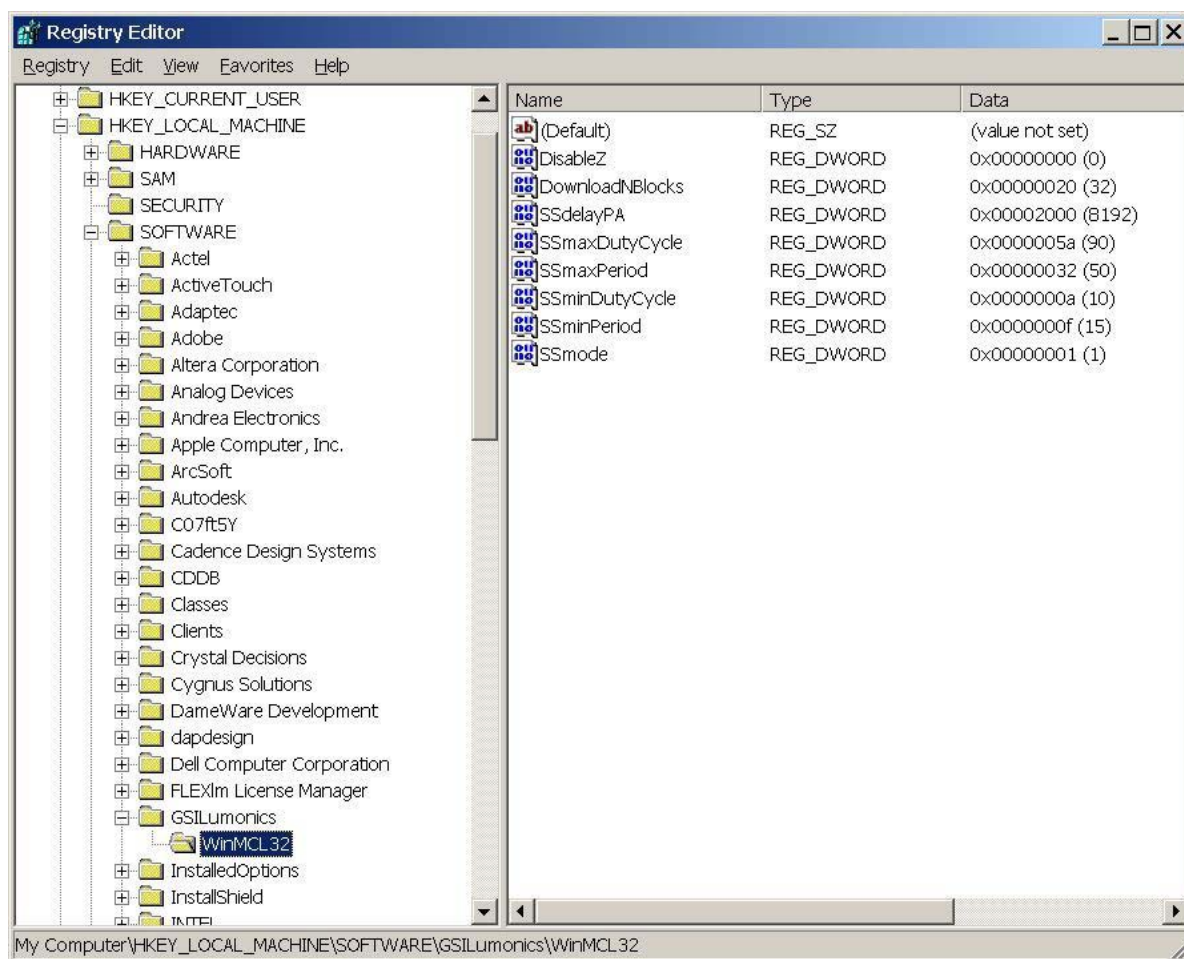 Registry Editor
Registry Edit View Favorites Help
HKEY_CURRENT_USER
HKEY_LOCAL_MACHINE
HARDWARE
SAM
SECURITY
SOFTWARE
Actel
ActiveTouch
Adaptec
Adobe
Altera Corporation
Analog Devices
Andrea Electronics
Apple Computer, Inc.
ArcSoft
Autodesk
C07ft5Y
Cadence Design Systems
CDDB
Classes
Clients
Crystal Decisions
Cygnus Solutions
DameWare Development
dapdesign
Dell Computer Corporation
FLEXlm License Manager
GSILumonics
WinMCL32
InstalledOptions
InstallShield
INTEL
Name Type Data
(Default) REG_SZ (value not set)
DisableZ REG_DWORD 0x00000000 (0)
DownloadNBlocks REG_DWORD 0x00000020 (32)
SSdelayPA REG_DWORD 0x00002000 (8192)
SSmaxDutyCycle REG_DWORD 0x0000005a (90)
SSmaxPeriod REG_DWORD 0x00000032 (50)
SSminDutyCycle REG_DWORD 0x0000000a (10)
SSminPeriod REG_DWORD 0x0000000f (15)
SSmode REG_DWORD 0x00000001 (1)
My Computer\HKEY_LOCAL_MACHINE\SOFTWARE\GSILumonics\WinMCL32